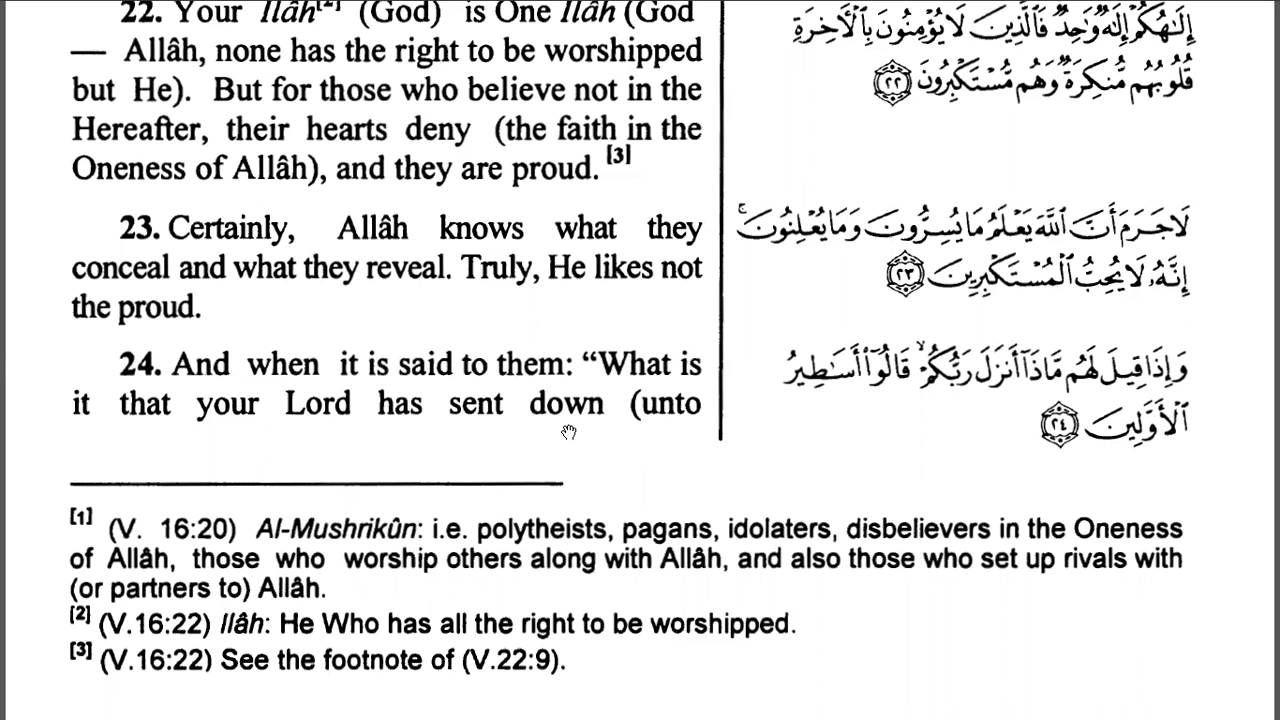 22. Your Ilâh[2] (God) is One Ilâh (God
— Allâh, none has the right to be worshipped
but He). But for those who believe not in the
Hereafter, their hearts deny (the faith in the
Oneness of Allâh), and they are proud. [3]
23. Certainly, Allâh knows what they
conceal and what they reveal. Truly, He likes not
the proud.
24. And when it is said to them: “What is
it that your Lord has sent down (unto
إِلَٰهُكُمْ إِلَٰهٌ وَٰحِدٌ فَٱلَّذِينَ لَا يُؤْمِنُونَ بِٱلْأَخِرَةِ
قُلُوبُهُم مُّنكِرَةٌ وَهُم مُّسْتَكْبِرُونَ ٢٢
لَا جَرَمَ أَنَّ ٱللَّهَ يَعْلَمُ مَا يُسِرُّونَ وَمَا يُعْلِنُونَ ۚ
إِنَّهُۥ لَا يُحِبُّ ٱلْمُسْتَكْبِرِينَ ٢٣
وَإِذَا قِيلَ لَهُم مَّاذَآ أَنزَلَ رَبُّكُمْ ۙ قَالُوٓا۟ أَسَٰطِيرُ
ٱلْأَوَّلِينَ ٢٤
[1] (V. 16:20) Al-Mushrikûn: i.e. polytheists, pagans, idolaters, disbelievers in the Oneness
of Allâh, those who worship others along with Allâh, and also those who set up rivals with
(or partners to) Allâh.
[2] (V.16:22) Ilâh: He Who has all the right to be worshipped.
[3] (V.16:22) See the footnote of (V.22:9).